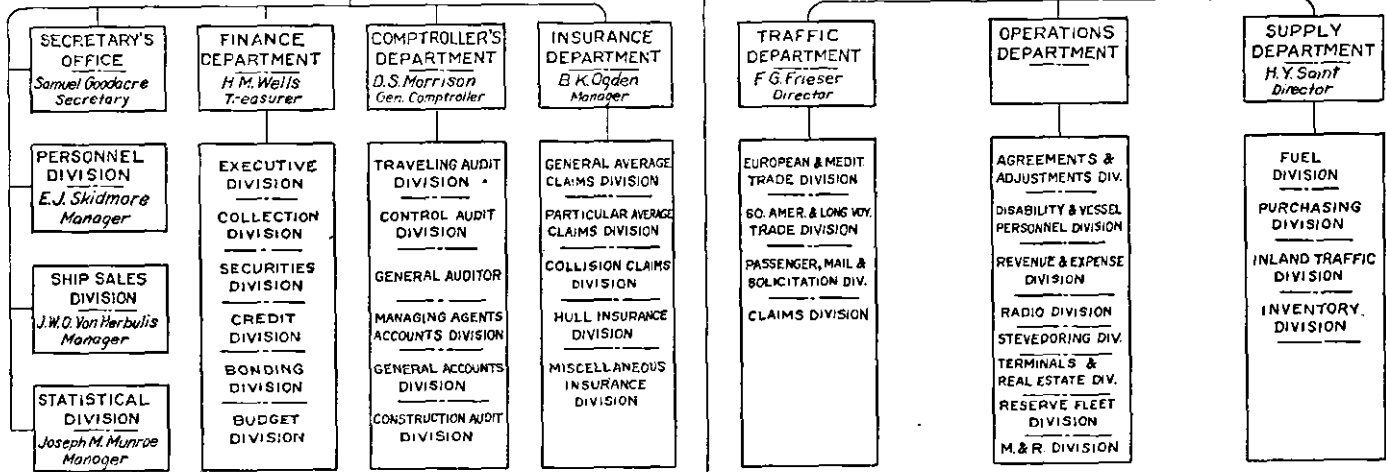 SECRETARY'S
OFFICE
Samuel Goodacre
Secretary
PERSONNEL
DIVISION
E.J. Skidmore
Manager
SHIP SALES
DIVISION
J.W.O. Von Herbulis
Manager
STATISTICAL
DIVISION
Joseph M. Munroe
Manager
FINANCE
DEPARTMENT
H.M. Wells
Treasurer
EXECUTIVE
DIVISION
COLLECTION
DIVISION
SECURITIES
DIVISION
CREDIT
DIVISION
BONDING
DIVISION
BUDGET
DIVISION
COMPTROLLER'S
DEPARTMENT
D.S. Morrison
Gen. Comptroller
TRAVELING AUDIT
DIVISION
CONTROL AUDIT
DIVISION
GENERAL AUDITOR
MANAGING AGENTS
ACCOUNTS DIVISION
GENERAL ACCOUNTS
DIVISION
CONSTRUCTION AUDIT
DIVISION
INSURANCE
DEPARTMENT
B.K. Ogden
Manager
GENERAL AVERAGE
CLAIMS DIVISION
PARTICULAR AVERAGE
CLAIMS DIVISION
COLLISION CLAIMS
DIVISION
HULL INSURANCE
DIVISION
MISCELLANEOUS
INSURANCE
DIVISION
TRAFFIC
DEPARTMENT
F.G. Frieser
Director
EUROPEAN & MEDIT.
TRADE DIVISION
SO. AMER. & LONG VOY.
TRADE DIVISION
PASSENGER, MAIL &
SOLICITATION DIV.
CLAIMS DIVISION
OPERATIONS
DEPARTMENT
AGREEMENTS &
ADJUSTMENTS DIV.
DISABILITY & VESSEL
PERSONNEL DIVISION
REVENUE & EXPENSE
DIVISION
RADIO DIVISION
STEVEDORING DIV.
TERMINALS &
REAL ESTATE DIV.
RESERVE FLEET
DIVISION
M. & R. DIVISION
SUPPLY
DEPARTMENT
H.Y. Saint
Director
FUEL
DIVISION
PURCHASING
DIVISION
INLAND TRAFFIC
DIVISION
INVENTORY
DIVISION